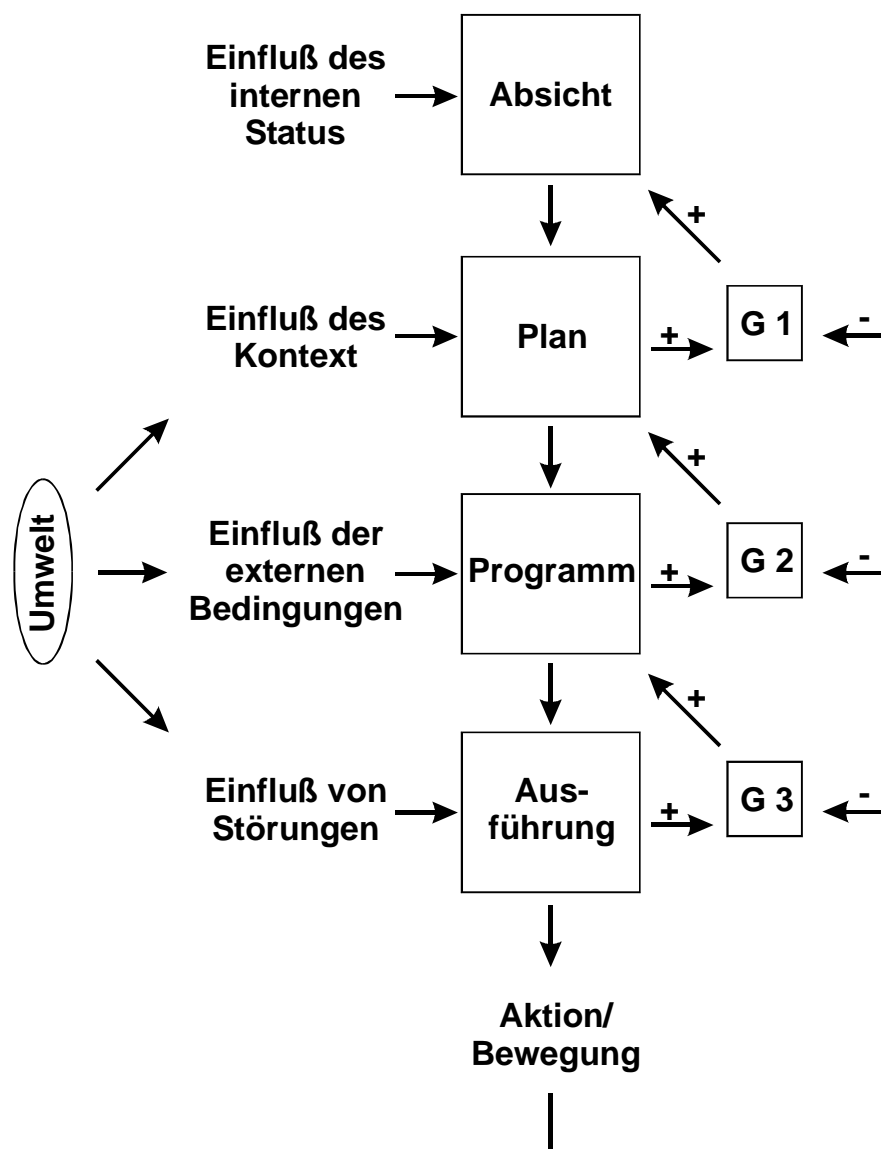 Einfluß des
internen
Status
Absicht
+
Einfluß des
Kontext
Plan
+
G 1
-
+
Umwelt
Einfluß der
externen
Bedingungen
Programm
+
G 2
-
+
Einfluß von
Störungen
Aus-
führung
+
G 3
-
Aktion/
Bewegung